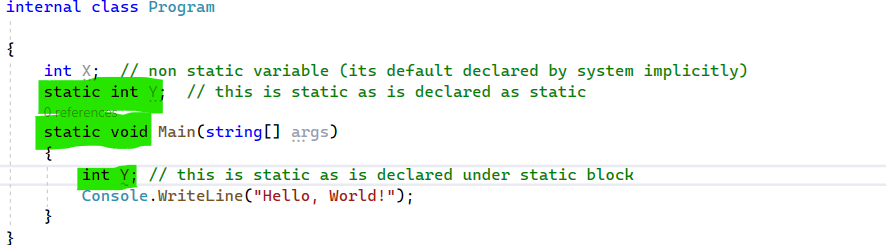 internal class Program
{
int X; // non static variable (its default declared by system implicitly)
static int Y; // this is static as is declared as static
0 references
static void Main(string[] args)
{
int Y; // this is static as is declared under static block
Console.WriteLine("Hello, World!");
}
}